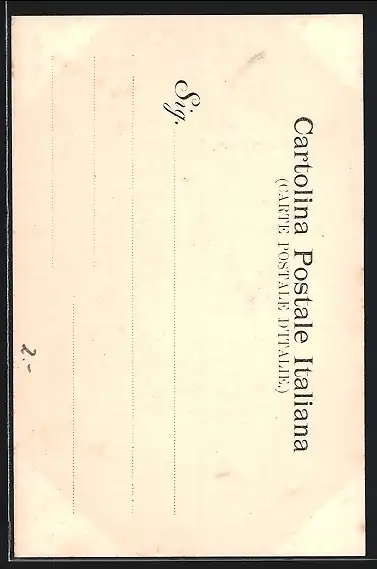 Cartolina Postale Italiana
(CARTE POSTALE D'ITALIE.)
Sig.
2.-